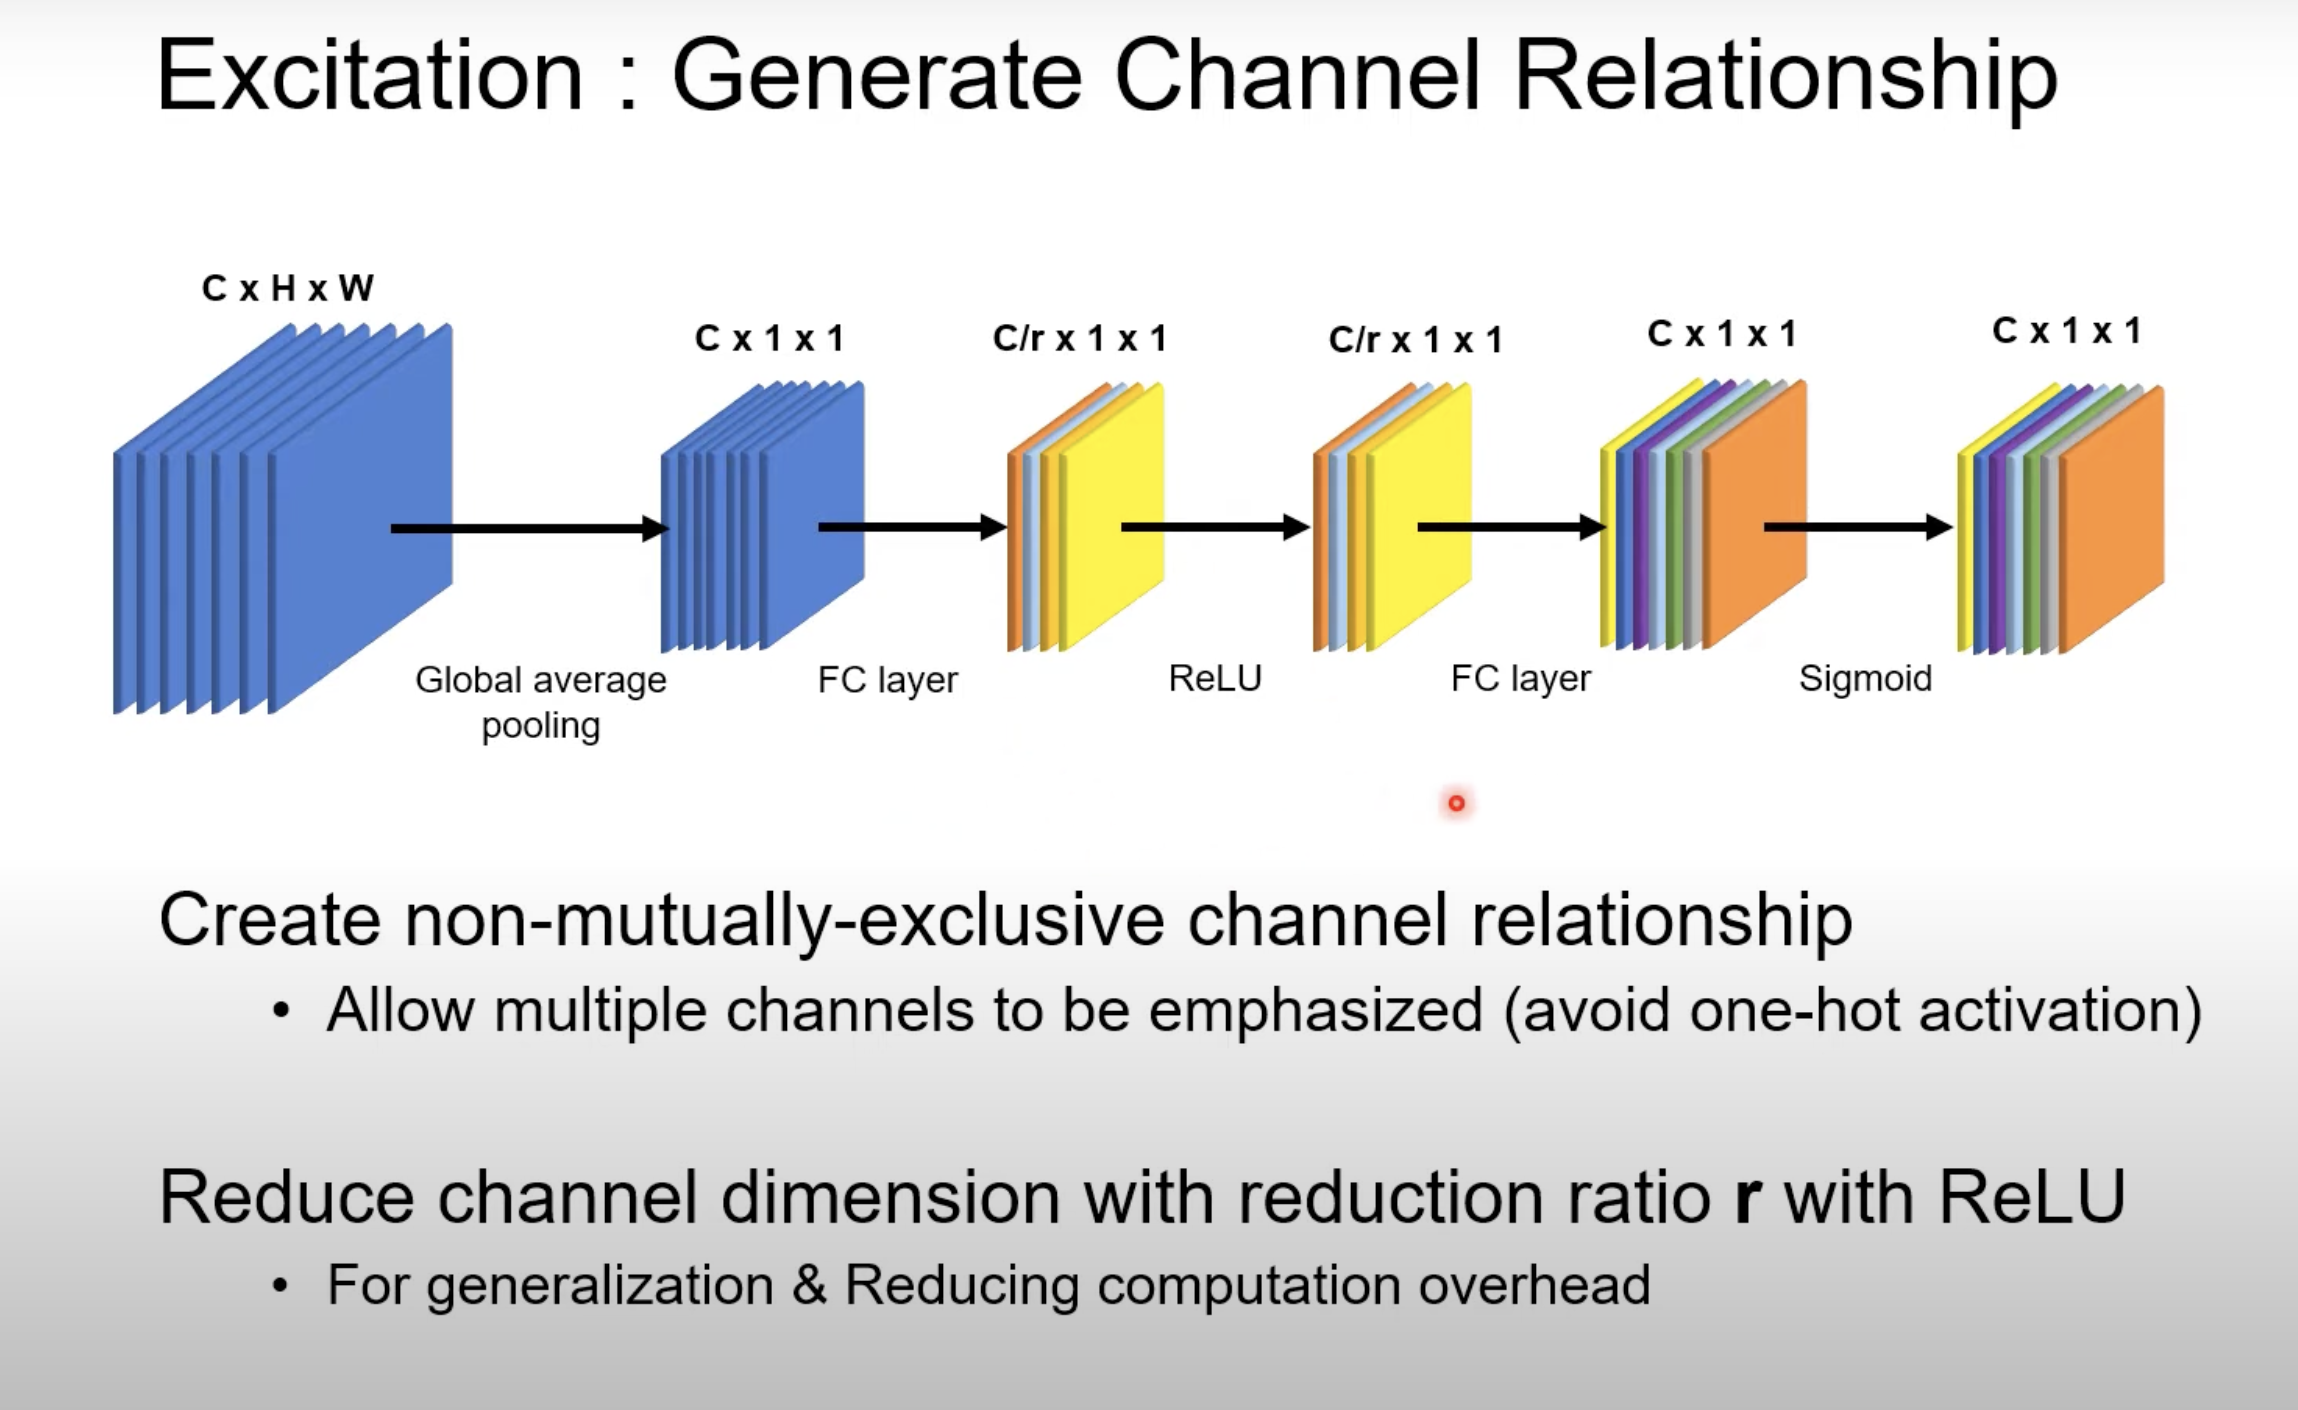 Excitation : Generate Channel Relationship
C x H x W
C x 1 x 1
C/r x 1 x 1
C/r x 1 x 1
C x 1 x 1
C x 1 x 1
Global average
pooling
FC layer
ReLU
FC layer
Sigmoid
Create non-mutually-exclusive channel relationship
• Allow multiple channels to be emphasized (avoid one-hot activation)
Reduce channel dimension with reduction ratio r with ReLU
• For generalization & Reducing computation overhead